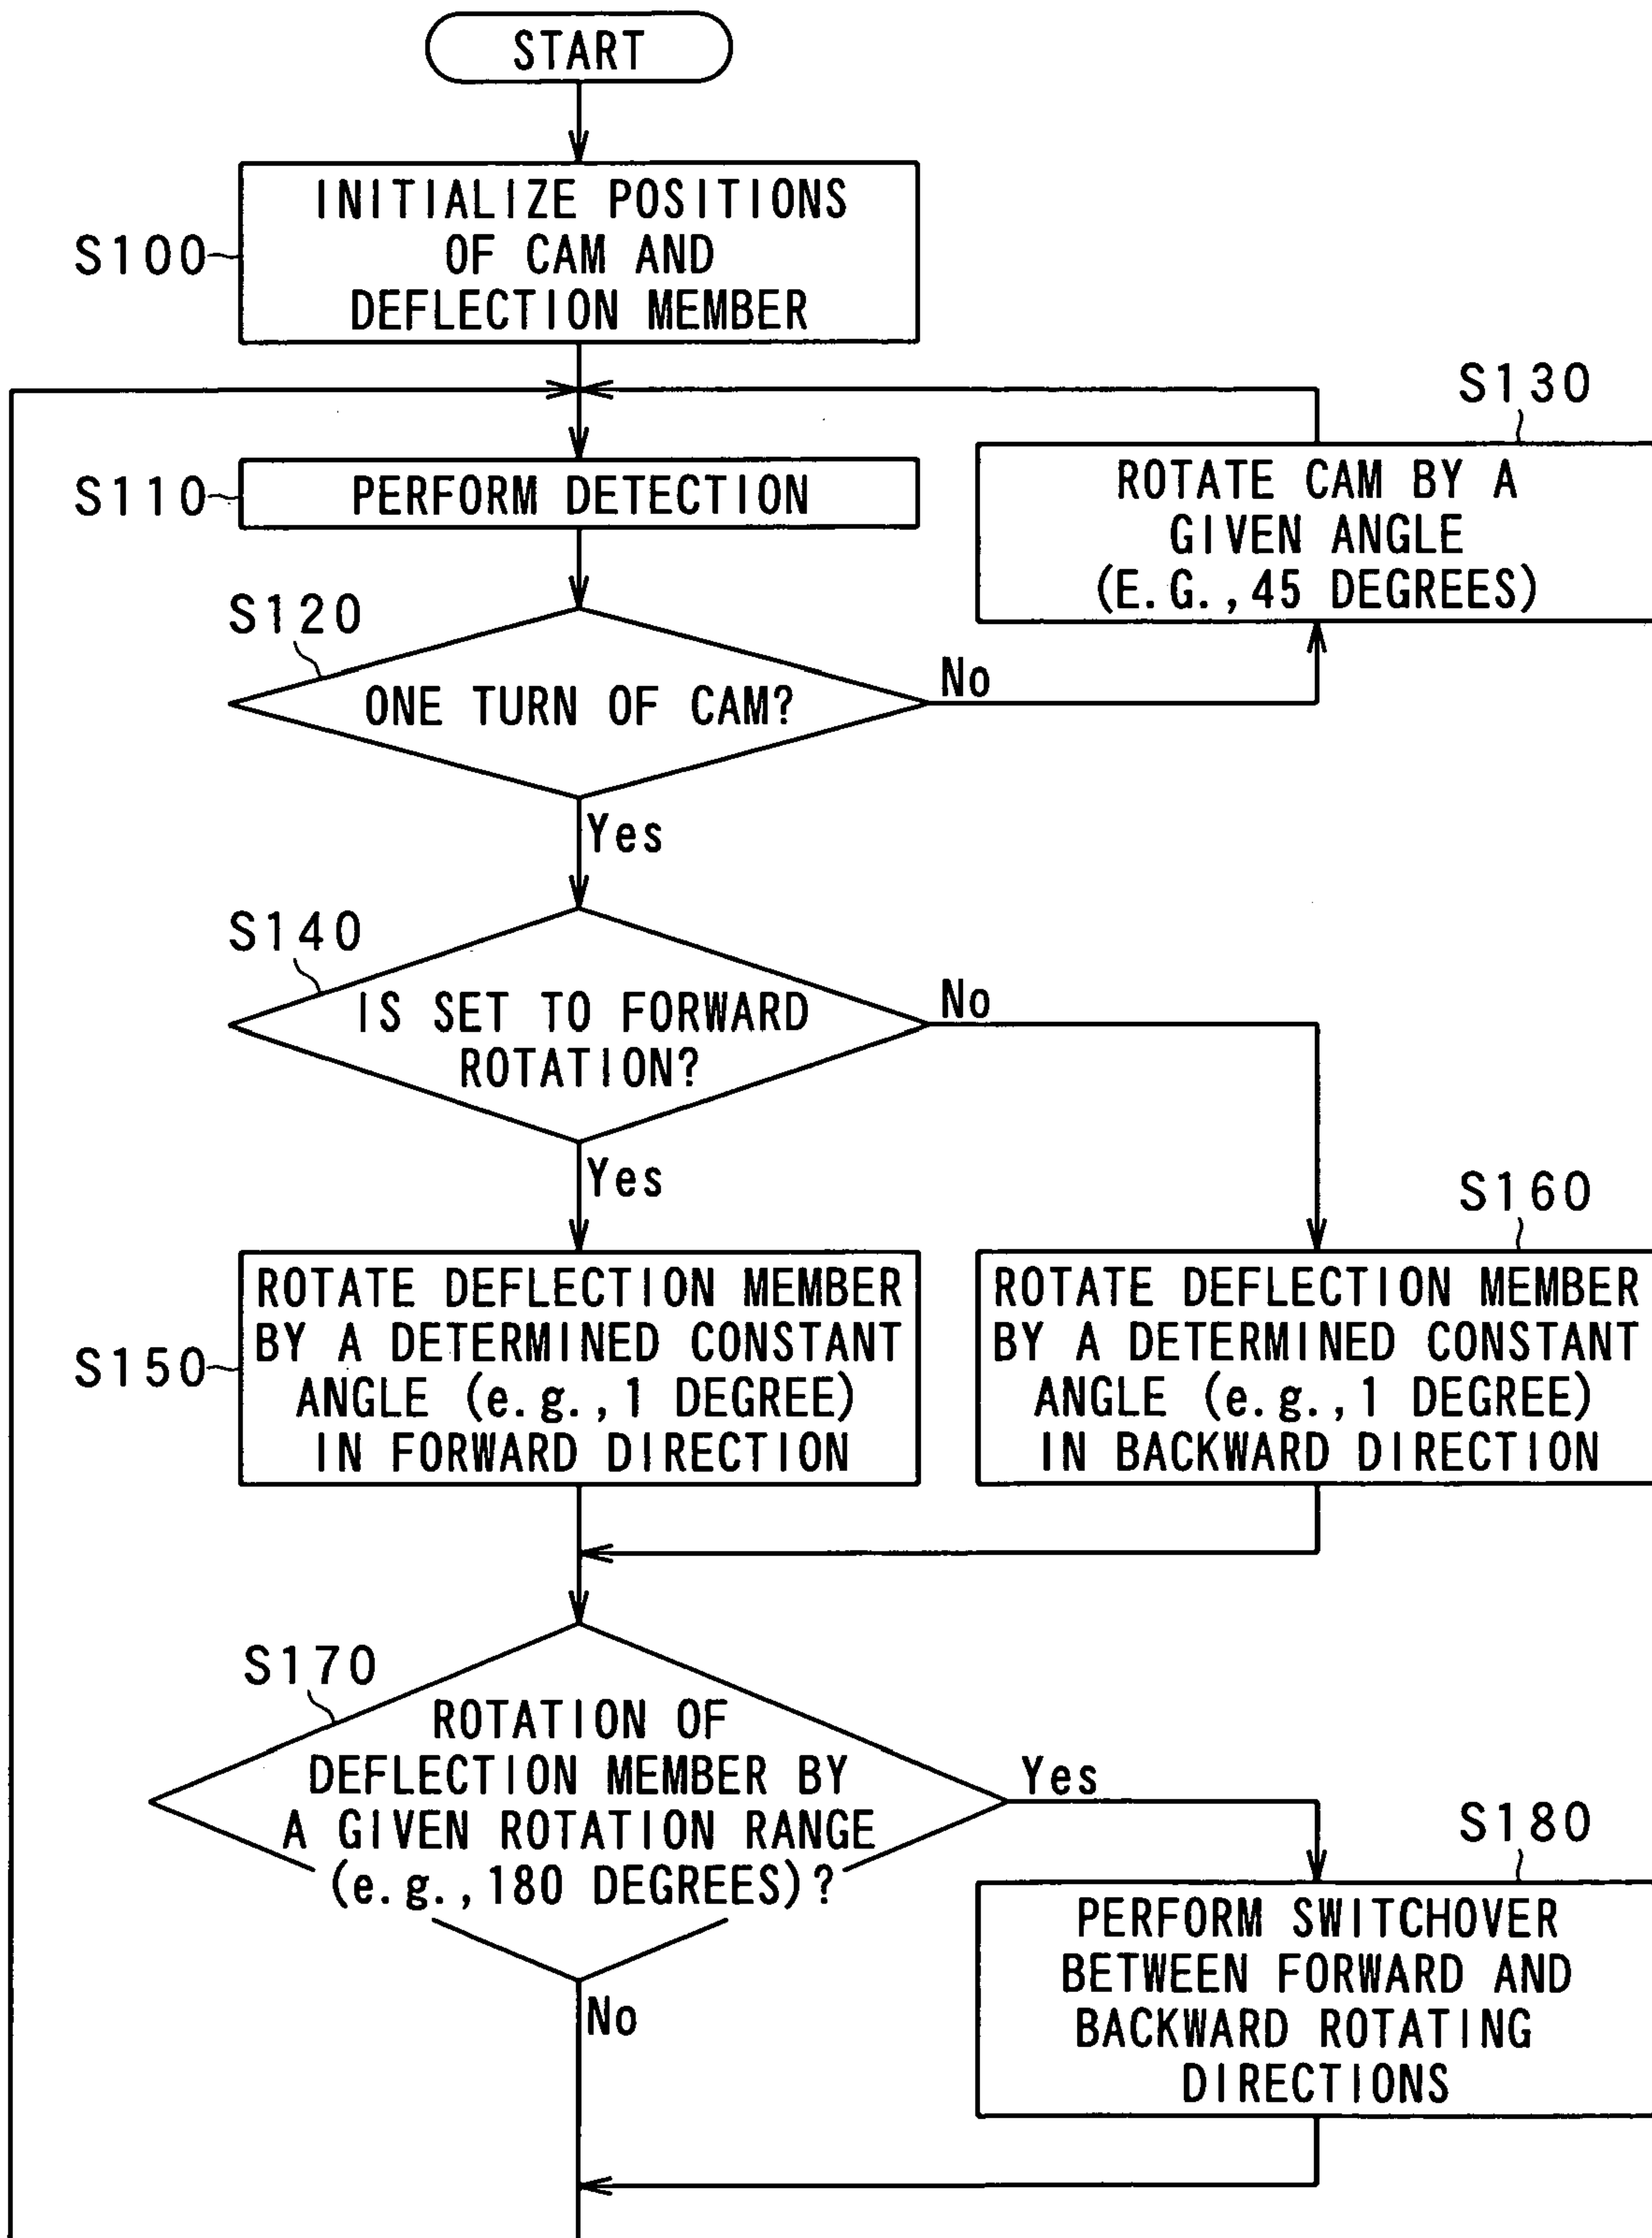 START
INITIALIZE POSITIONS
OF CAM AND
DEFLECTION MEMBER
S100
S130
ROTATE CAM BY A
GIVEN ANGLE
(E.G.,45 DEGREES)
S110
PERFORM DETECTION
S120
ONE TURN OF CAM?
No
Yes
S140
IS SET TO FORWARD
ROTATION?
No
Yes
S150
ROTATE DEFLECTION MEMBER
BY A DETERMINED CONSTANT
ANGLE (e.g.,1 DEGREE)
IN FORWARD DIRECTION
S160
ROTATE DEFLECTION MEMBER
BY A DETERMINED CONSTANT
ANGLE (e.g.,1 DEGREE)
IN BACKWARD DIRECTION
S170
ROTATION OF
DEFLECTION MEMBER BY
A GIVEN ROTATION RANGE
(e.g.,180 DEGREES)?
Yes
No
S180
PERFORM SWITCHOVER
BETWEEN FORWARD AND
BACKWARD ROTATING
DIRECTIONS